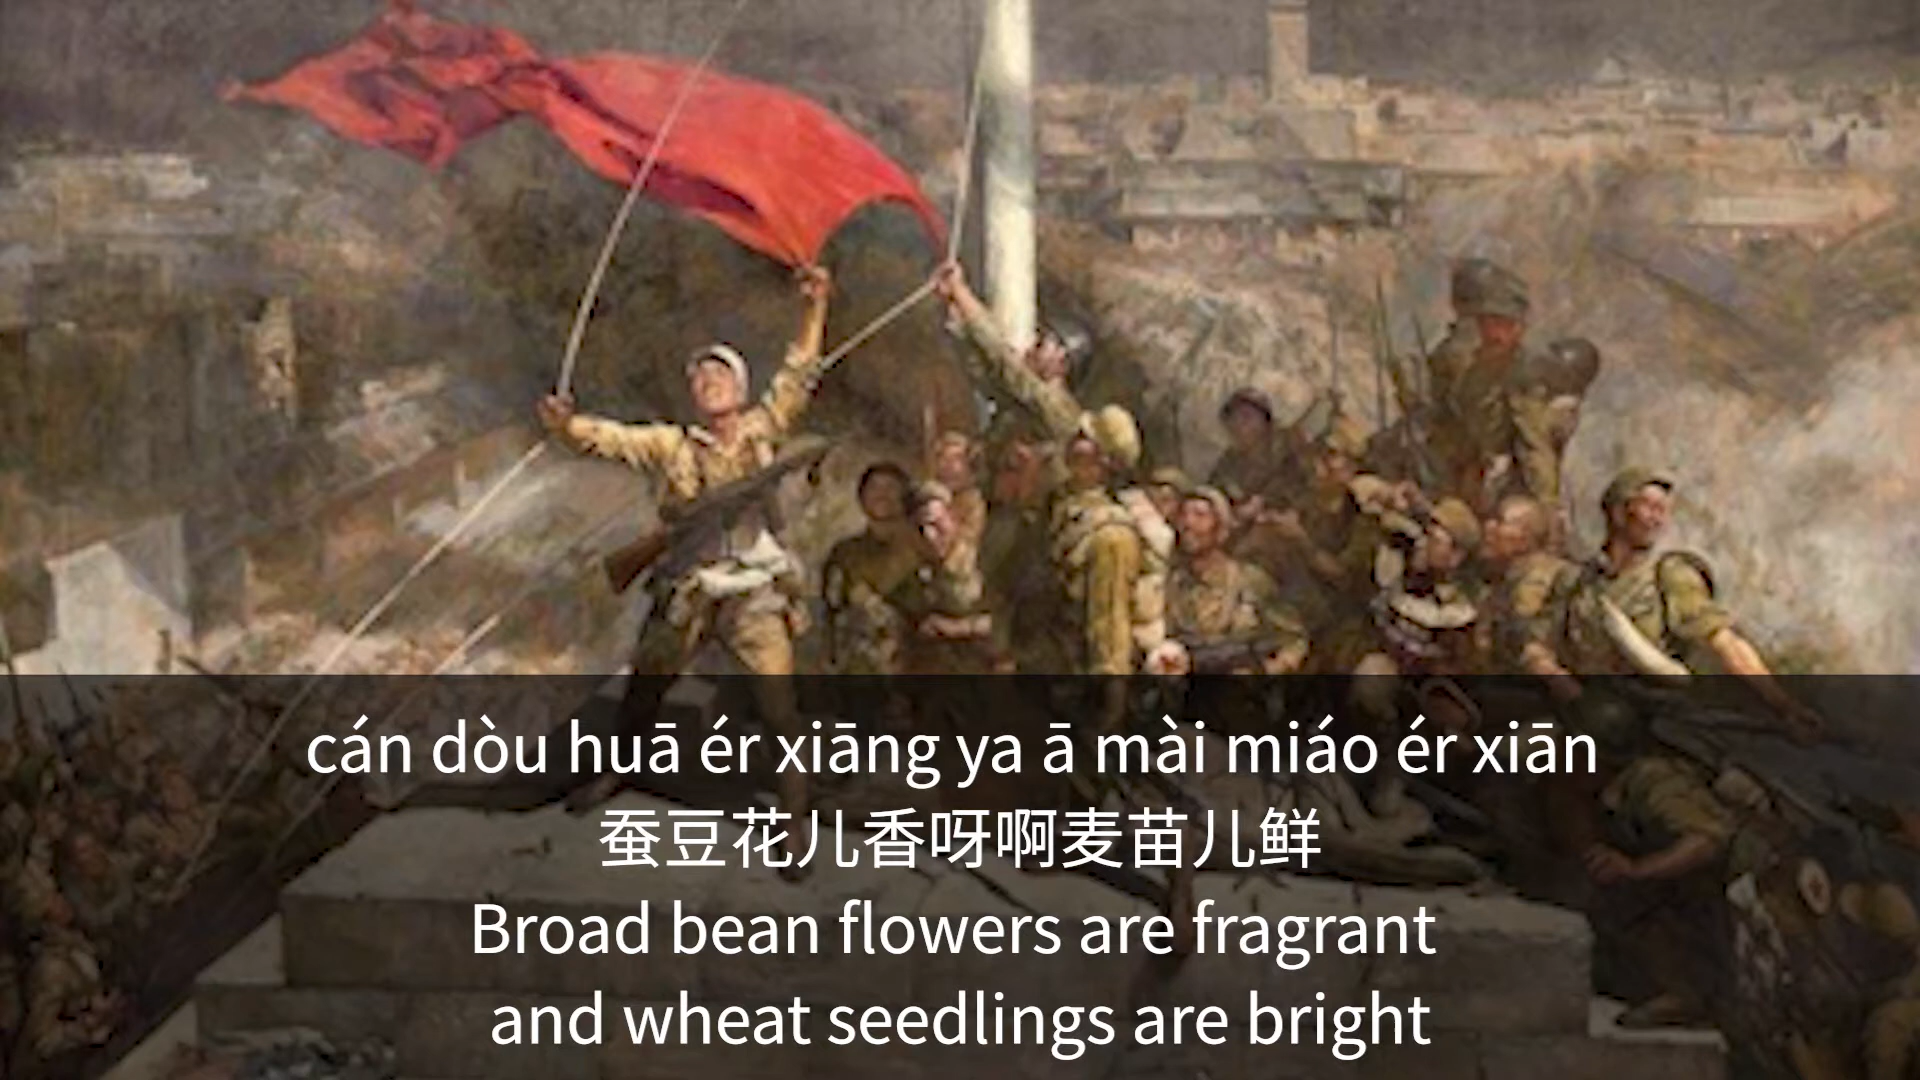 cán dòu huā ér xiāng ya ā mài miáo ér xiān
蚕豆花儿香呀啊麦苗儿鲜
Broad bean flowers are fragrant
and wheat seedlings are bright